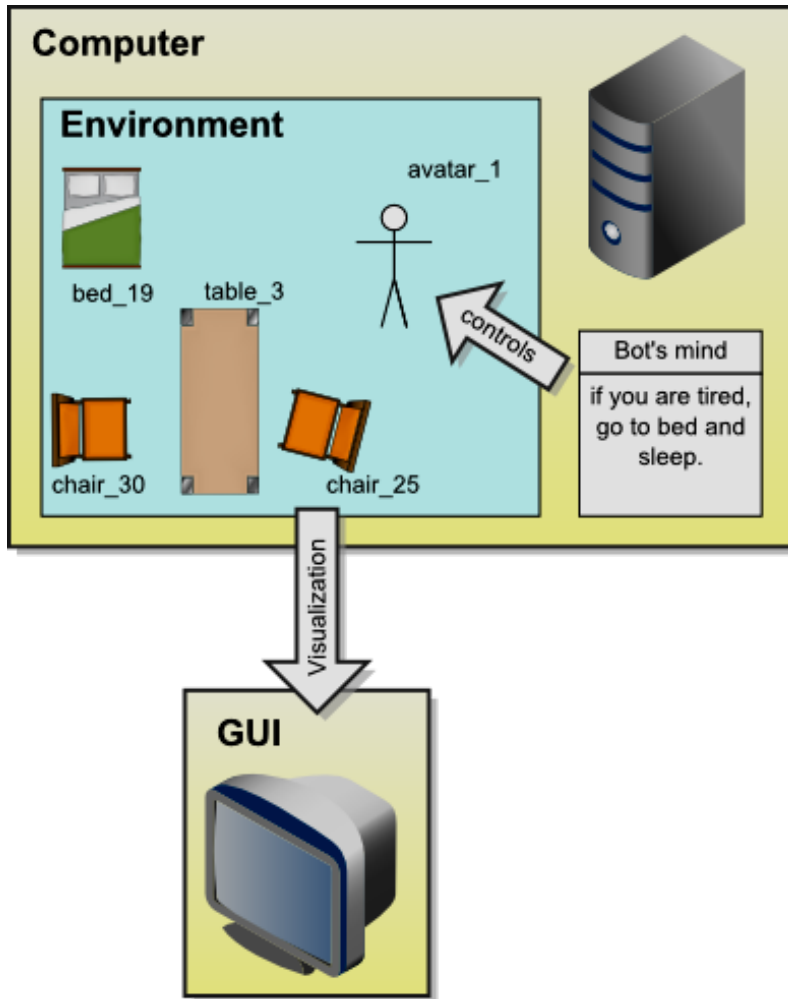 Computer
Environment
avatar_1
bed_19
table_3
controls
Bot's mind
if you are tired,
go to bed and
sleep.
chair_30
chair_25
Visualization
GUI